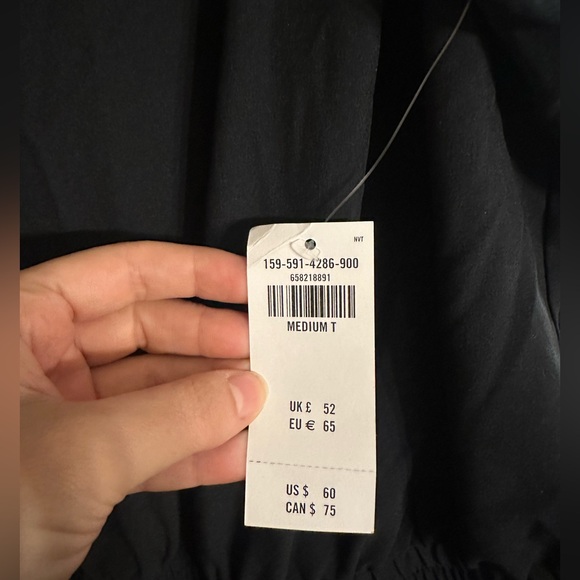 NVT
159-591-4286-900
658218891
MEDIUM T
UK £ 52
EU € 65
US $ 60
CAN $ 75